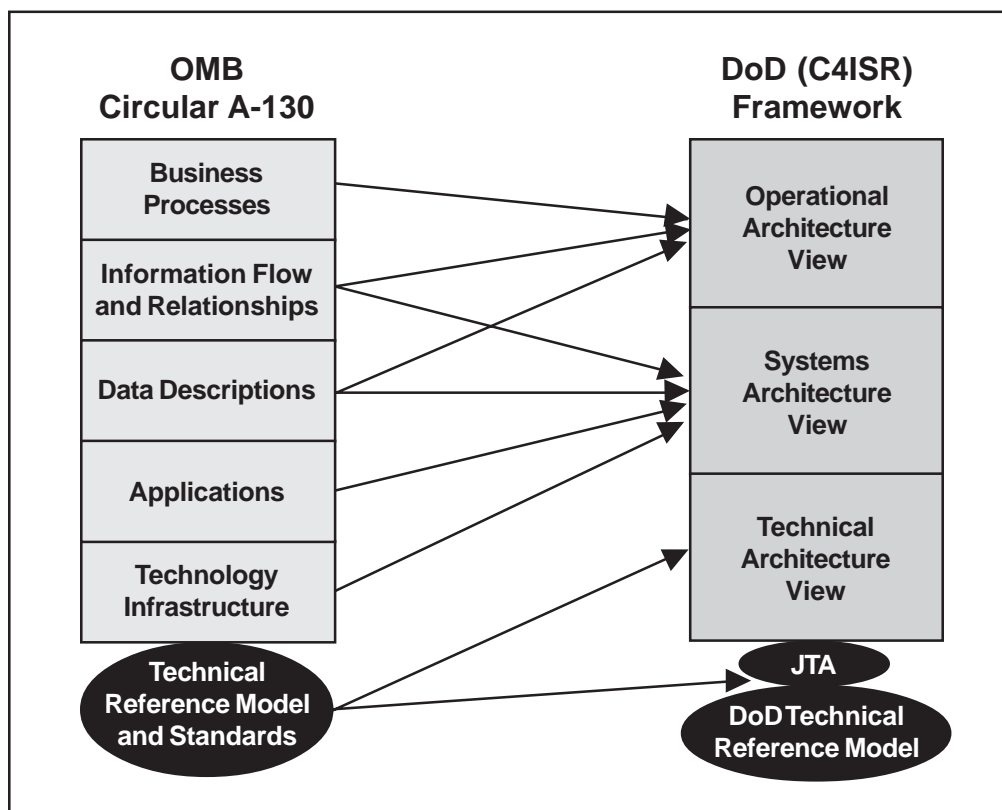 OMB
Circular A-130
Business
Processes
Information Flow
and Relationships
Data Descriptions
Applications
Technology
Infrastructure
Technical
Reference Model
and Standards
DoD (C4ISR)
Framework
Operational
Architecture
View
Systems
Architecture
View
Technical
Architecture
View
JTA
DoD Technical
Reference Model